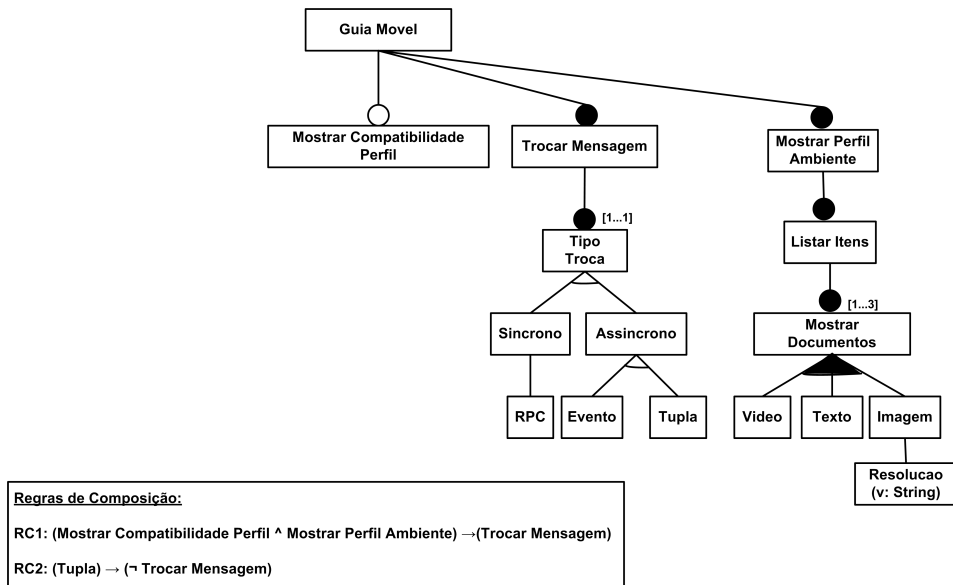 Guia Movel
Mostrar Compatibilidade
Perfil
Trocar Mensagem
Mostrar Perfil
Ambiente
[1...1]
Tipo
Troca
Listar Itens
[1...3]
Sincrono
Assincrono
Mostrar
Documentos
RPC
Evento
Tupla
Video
Texto
Imagem
Resolucao
(v: String)
Regras de Composição:
RC1: (Mostrar Compatibilidade Perfil ^ Mostrar Perfil Ambiente) →(Trocar Mensagem)
RC2: (Tupla) → (¬ Trocar Mensagem)